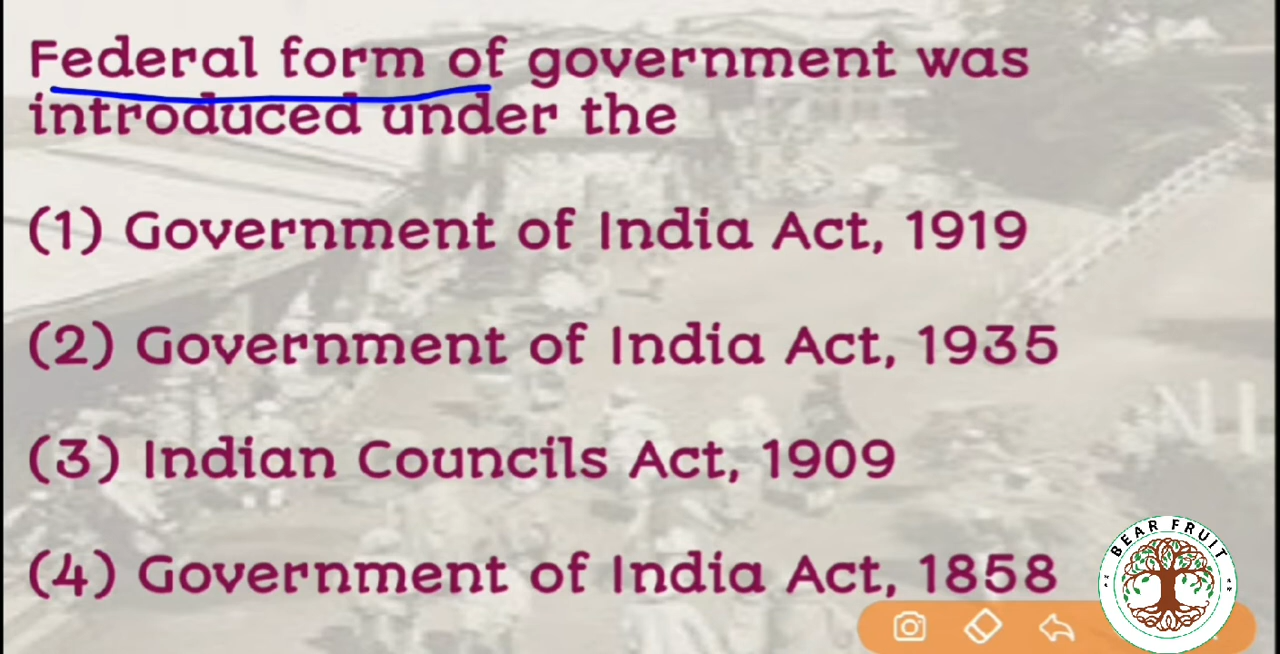 Federal form of government was
introduced under the
(1) Government of India Act, 1919
(2) Government of India Act, 1935
(3) Indian Councils Act, 1909
(4) Government of India Act, 1858
BEAR FRUIT